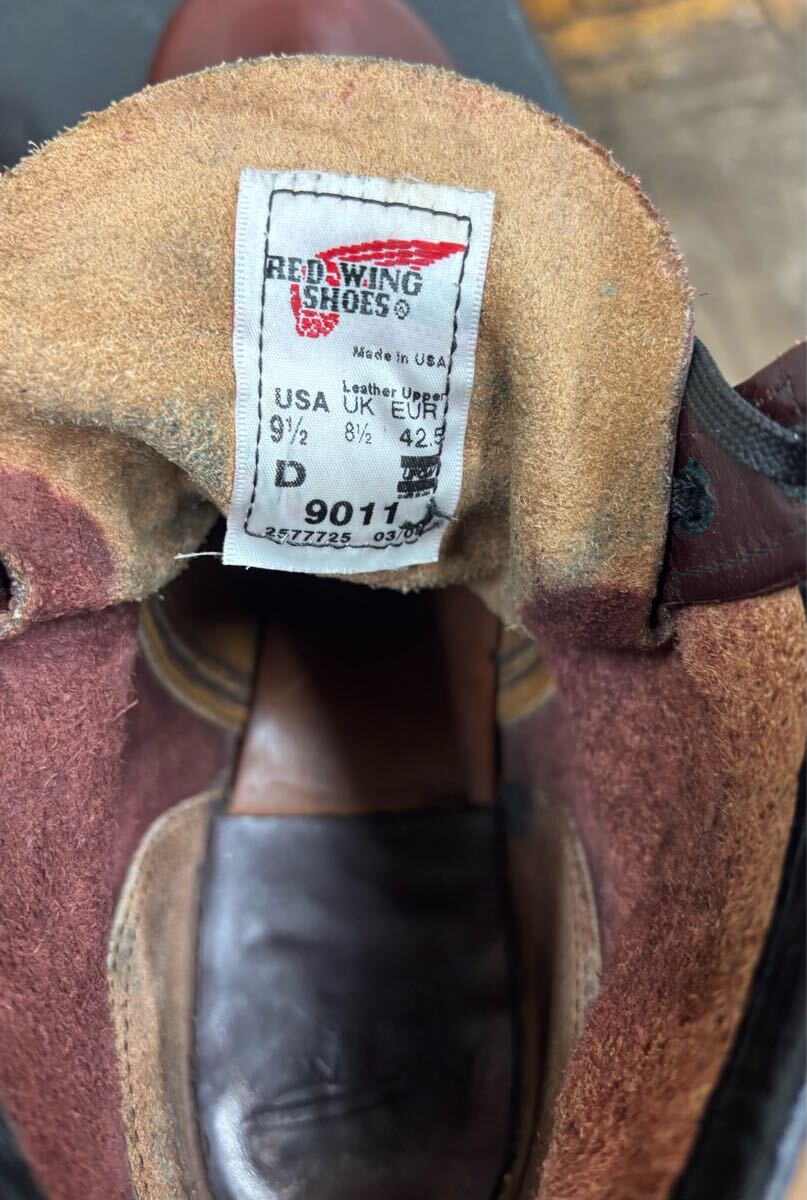 RED WING
SHOES®
Made in USA
Leather Upper
USA UK EUR
9½ 8½ 42.5
D
9011
2577725 03/0